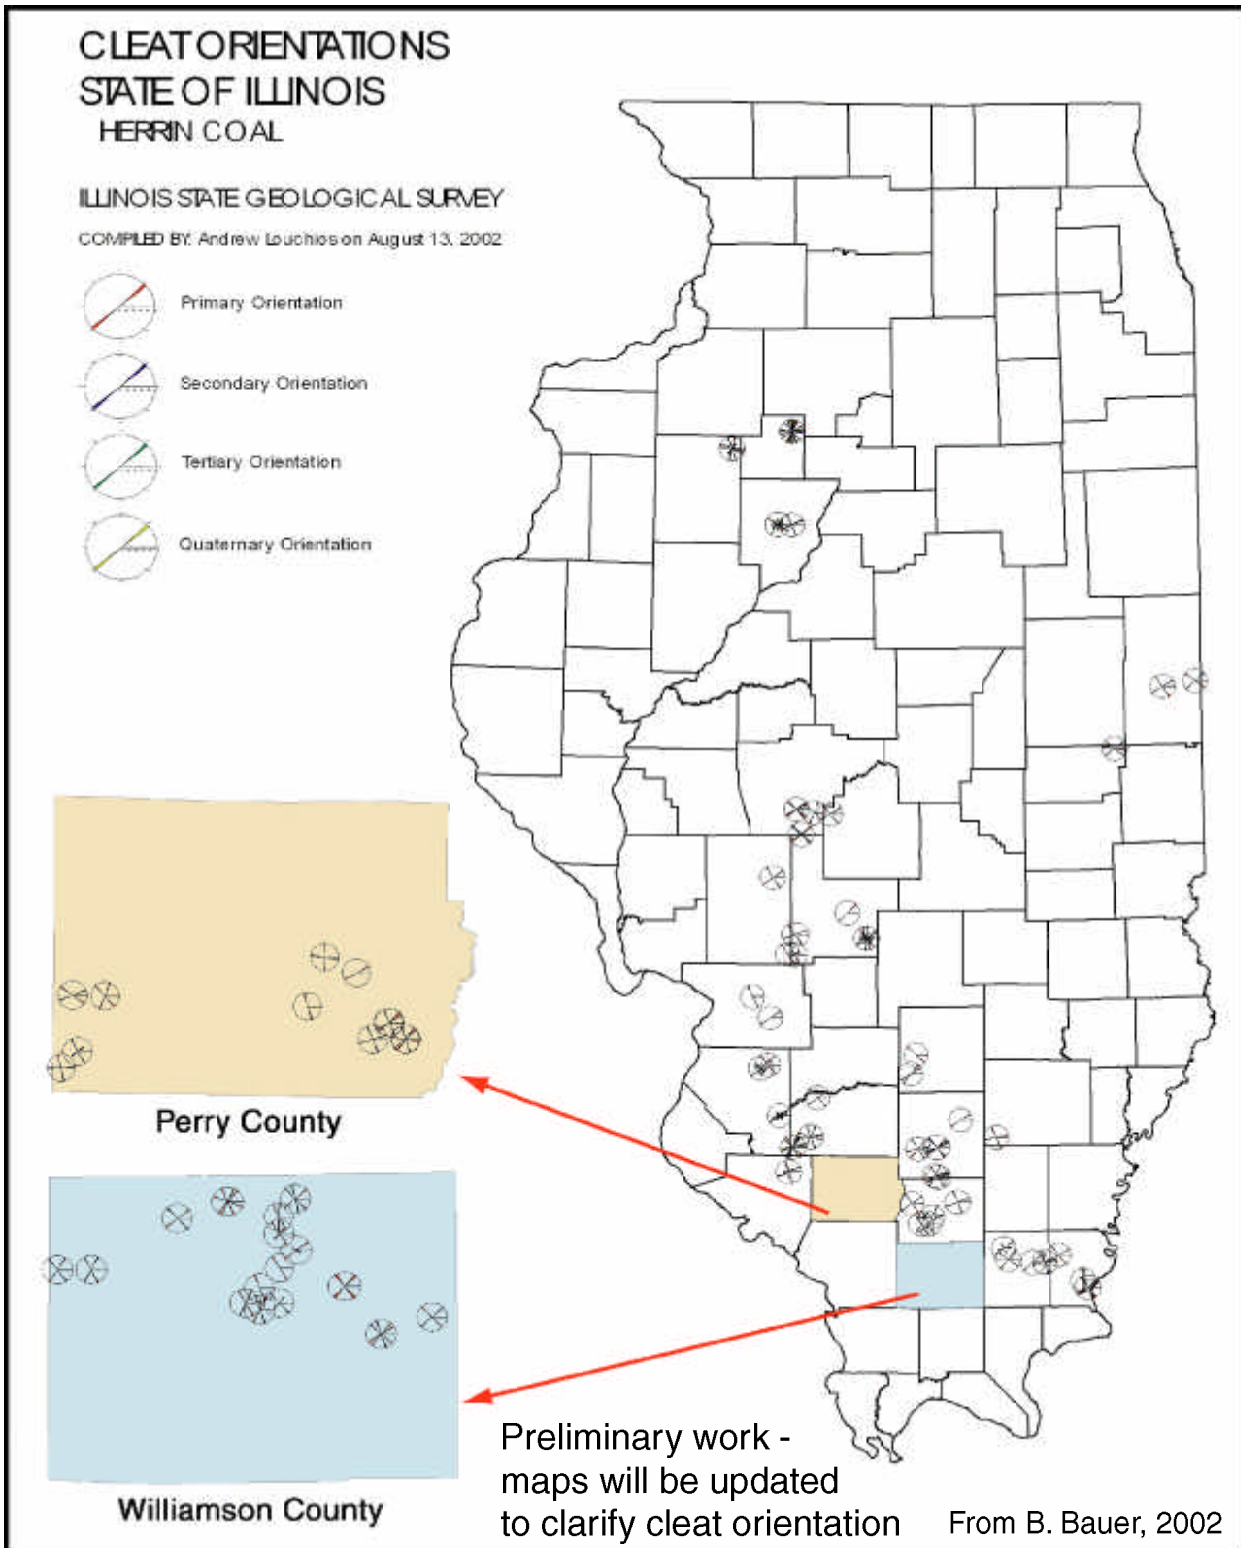 CLEAT ORIENTATIONS
STATE OF ILLINOIS
HERRIN COAL
ILLINOIS STATE GEOLOGICAL SURVEY
COMPILED BY: Andrew Louchios on August 13, 2002
Primary Orientation
Secondary Orientation
Tertiary Orientation
Quaternary Orientation
Perry County
Williamson County
Preliminary work -
maps will be updated
to clarify cleat orientation
From B. Bauer, 2002